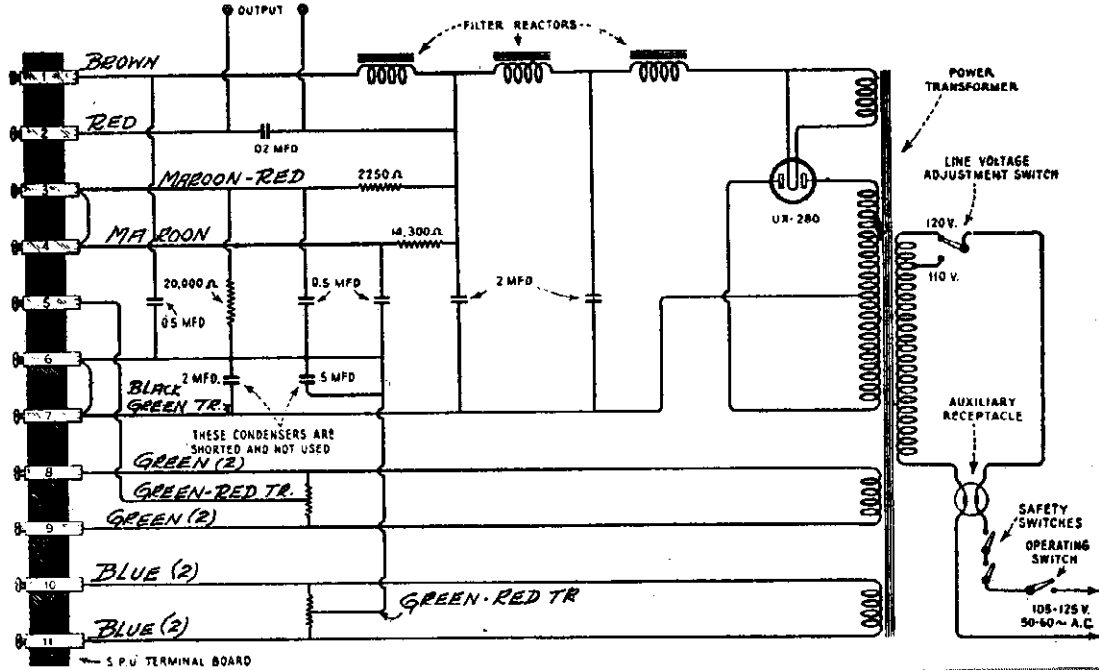 OUTPUT
FILTER REACTORS
BROWN
1
POWER
TRANSFORMER
RED
2
.02 MFD
LINE VOLTAGE
ADJUSTMENT SWITCH
MAROON-RED
3
2250 Ω
UX-280
120 V.
MAROON
4
14,300 Ω
110 V.
20,000 Ω
0.5 MFD
2 MFD
5
0.5 MFD
6
2 MFD.
.5 MFD
BLACK
GREEN TR.
7
AUXILIARY
RECEPTACLE
THESE CONDENSERS ARE
SHORTED AND NOT USED
GREEN (2)
8
GREEN-RED TR.
GREEN (2)
9
SAFETY
SWITCHES
OPERATING
SWITCH
BLUE (2)
10
GREEN-RED TR
105-125 V.
50-60~ A.C.
BLUE (2)
11
S.P.U TERMINAL BOARD